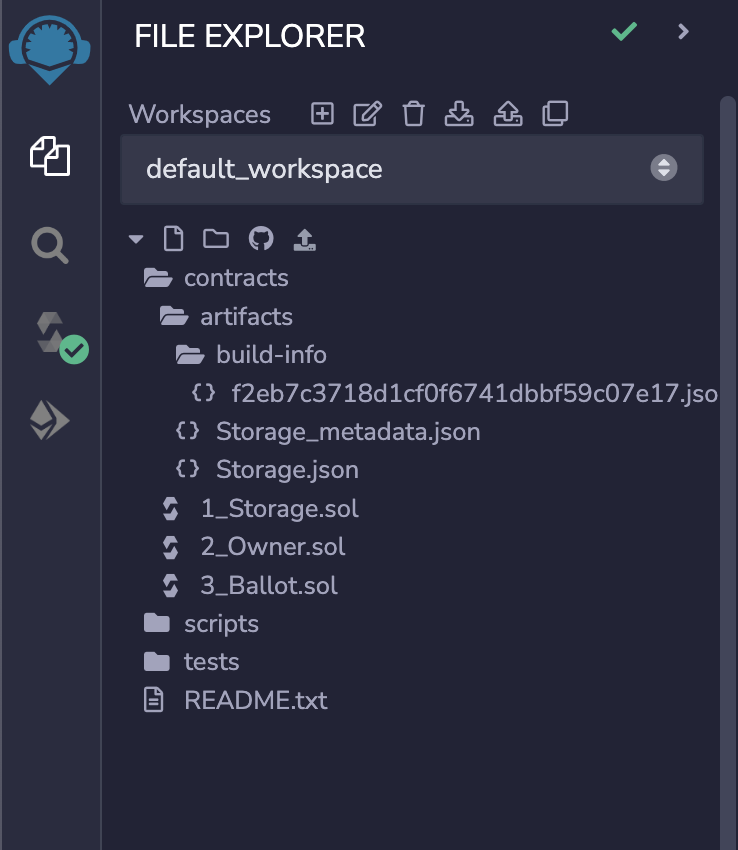 FILE EXPLORER
Workspaces
default_workspace
contracts
artifacts
build-info
f2eb7c3718d1cf0f6741dbbf59c07e17.jso
Storage_metadata.json
Storage.json
1_Storage.sol
2_Owner.sol
3_Ballot.sol
scripts
tests
README.txt